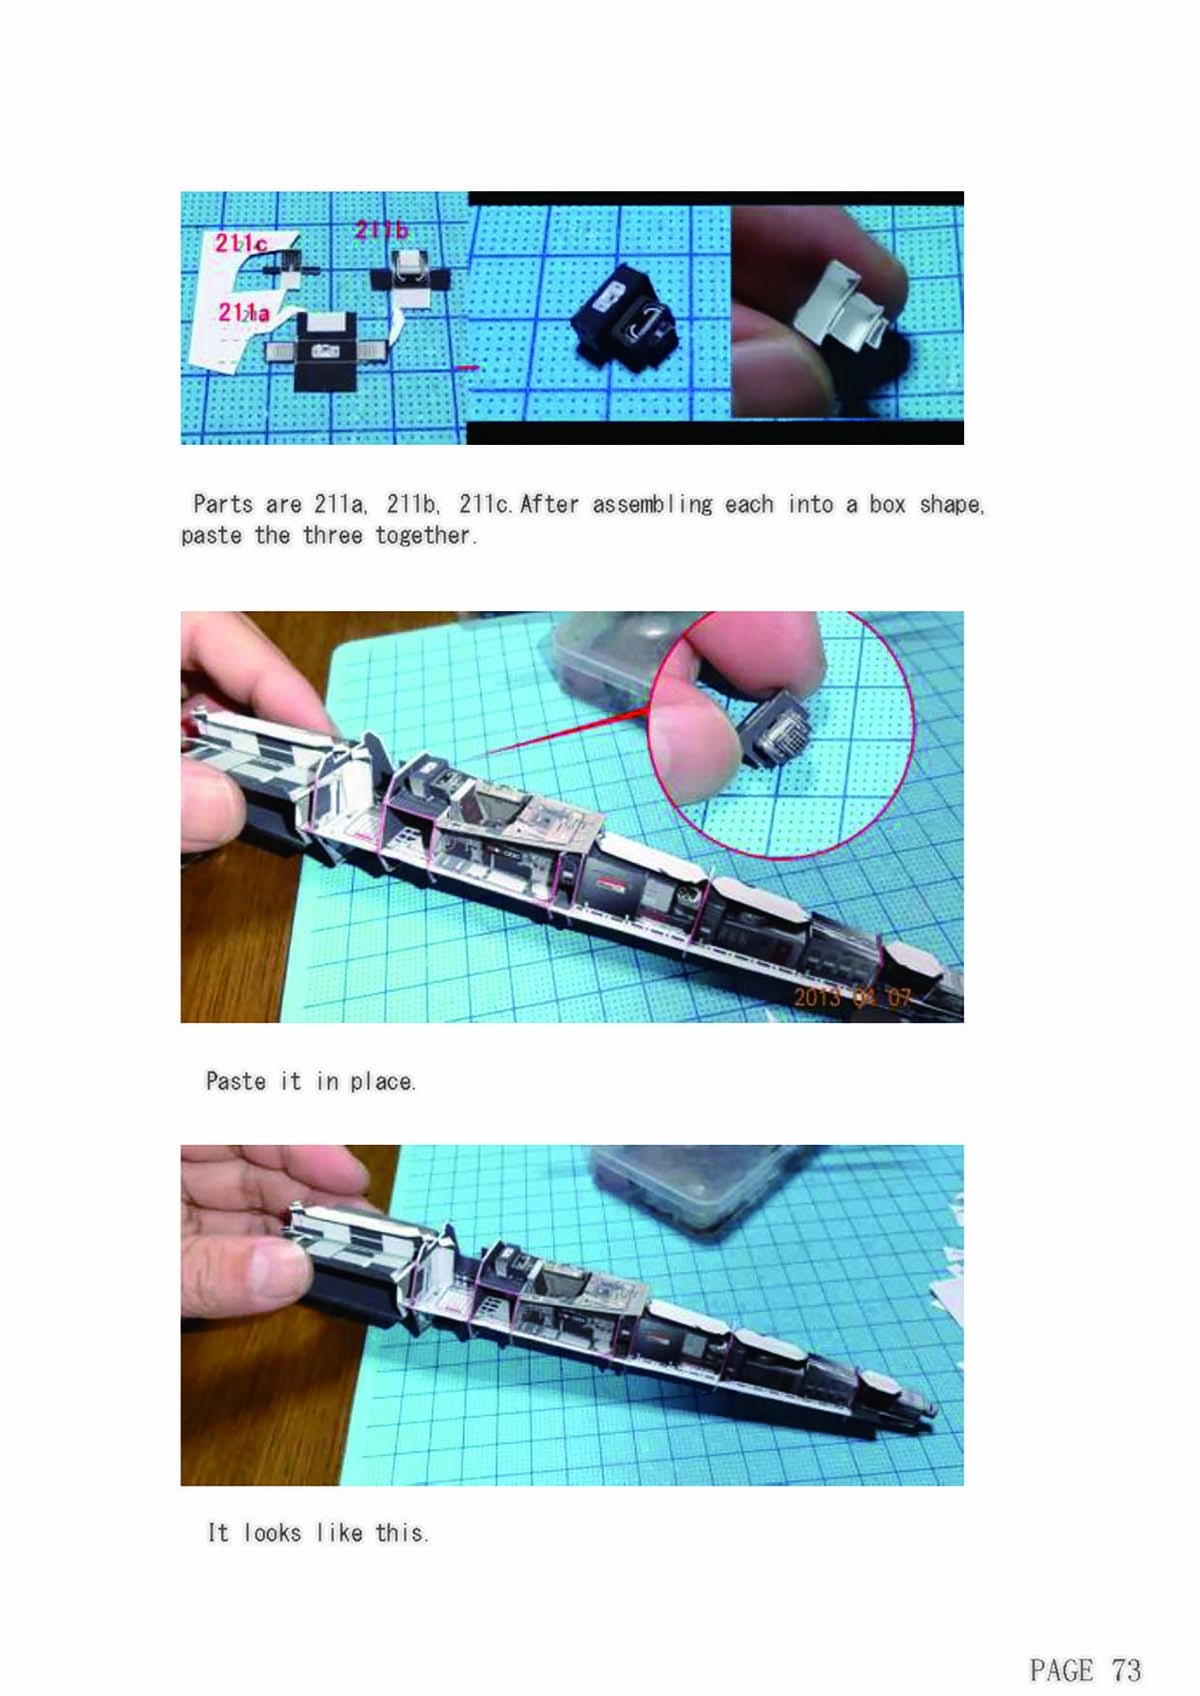 211c
211b
211a
Parts are 211a, 211b, 211c. After assembling each into a box shape,
paste the three together.
2013 04 07
Paste it in place.
It looks like this.
PAGE 73